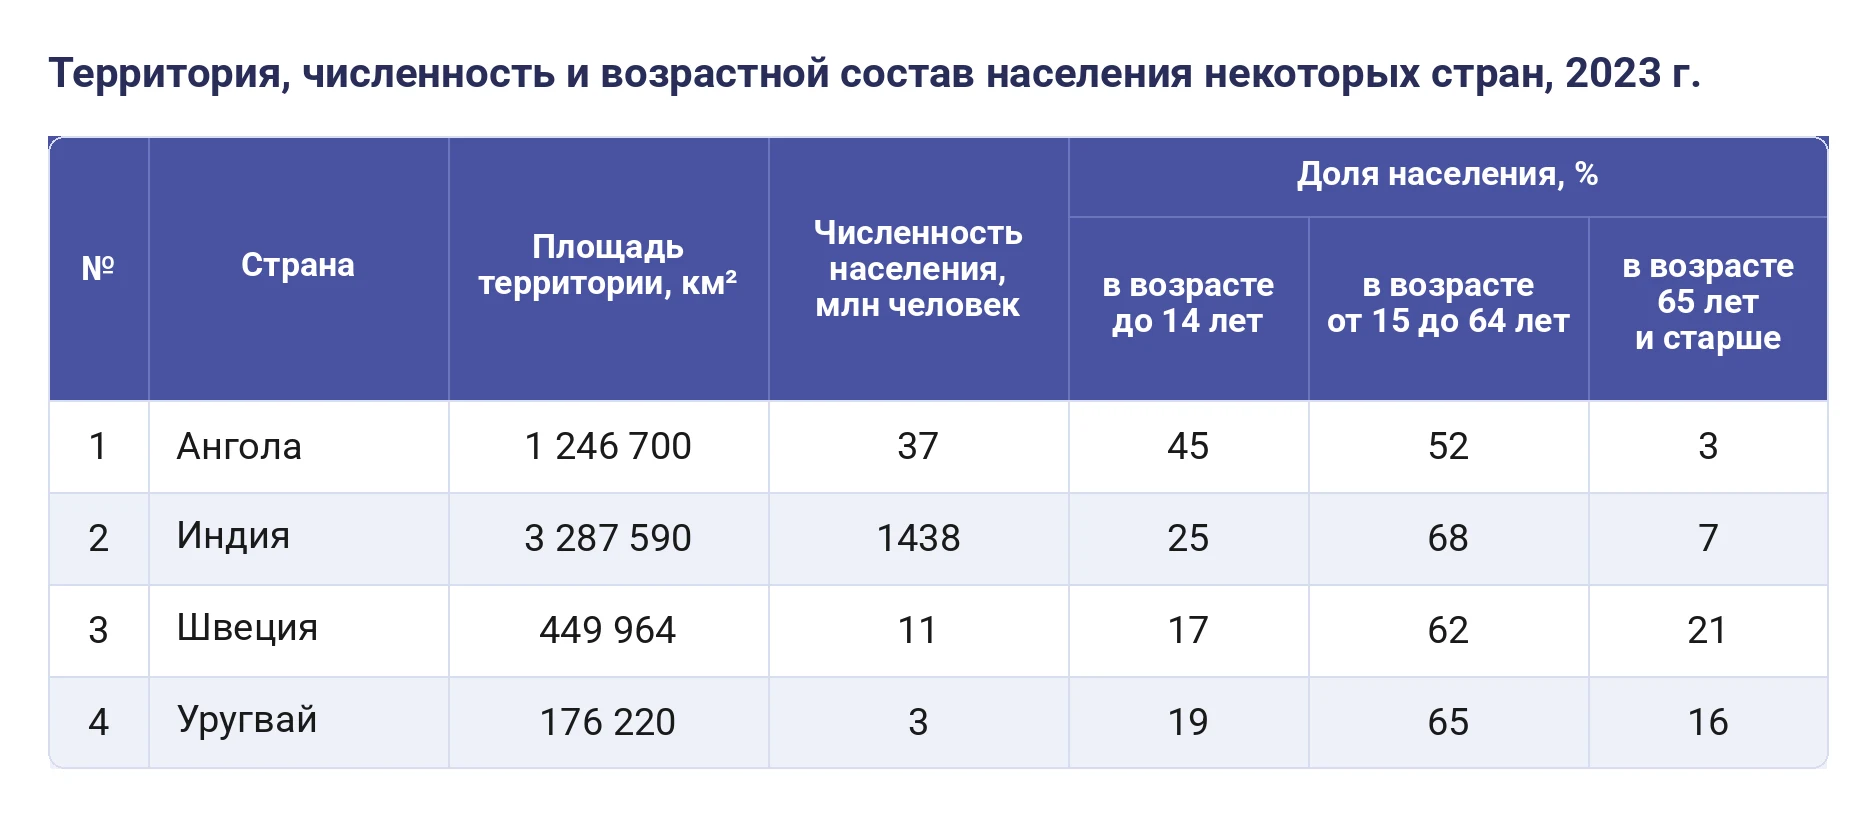 Территория, численность и возрастной состав населения некоторых стран, 2023 г.
№
Страна
Площадь
территории, км²
Численность
населения,
млн человек
Доля населения, %
в возрасте
до 14 лет
в возрасте
от 15 до 64 лет
в возрасте
65 лет
и старше
1 Ангола 1 246 700 37 45 52 3
2 Индия 3 287 590 1438 25 68 7
3 Швеция 449 964 11 17 62 21
4 Уругвай 176 220 3 19 65 16